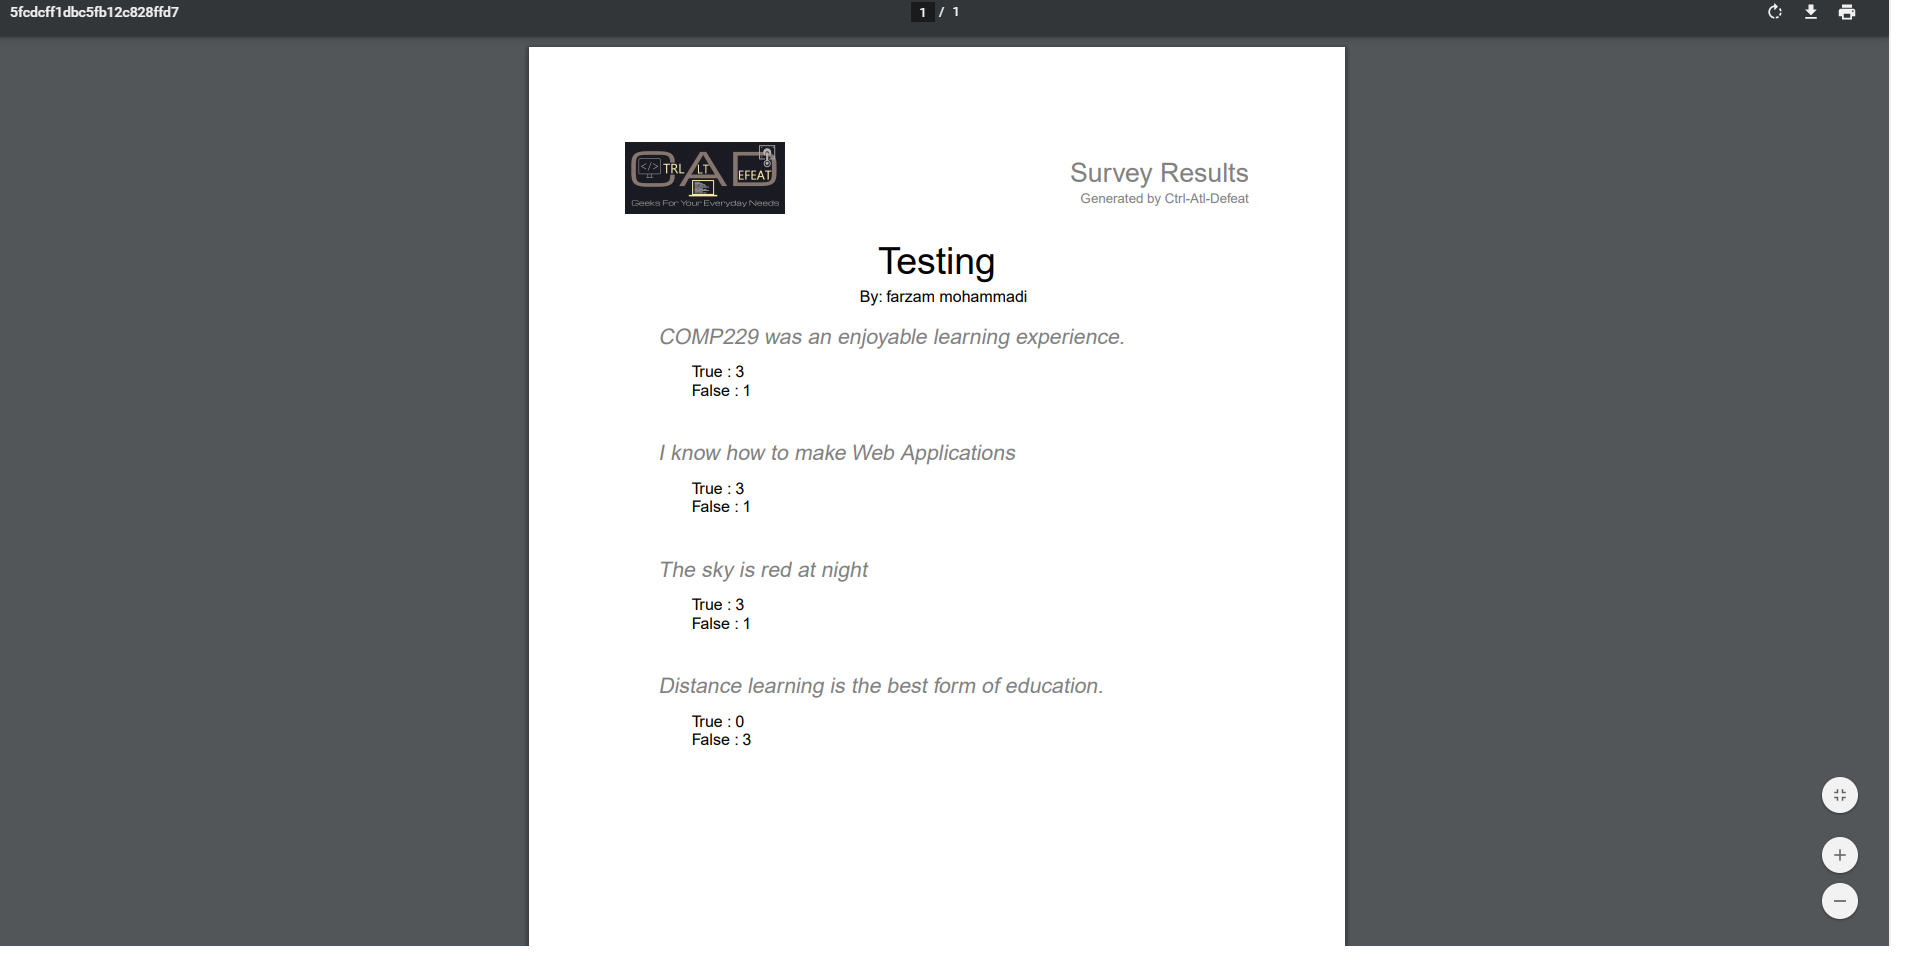 5fcdcff1dbc5fb12c828ffd7
1 / 1
</> TRL LT EFEAT
CAD
Geeks For Your Everyday Needs
Survey Results
Generated by Ctrl-Atl-Defeat
Testing
By: farzam mohammadi
COMP229 was an enjoyable learning experience.
True : 3
False : 1
I know how to make Web Applications
True : 3
False : 1
The sky is red at night
True : 3
False : 1
Distance learning is the best form of education.
True : 0
False : 3